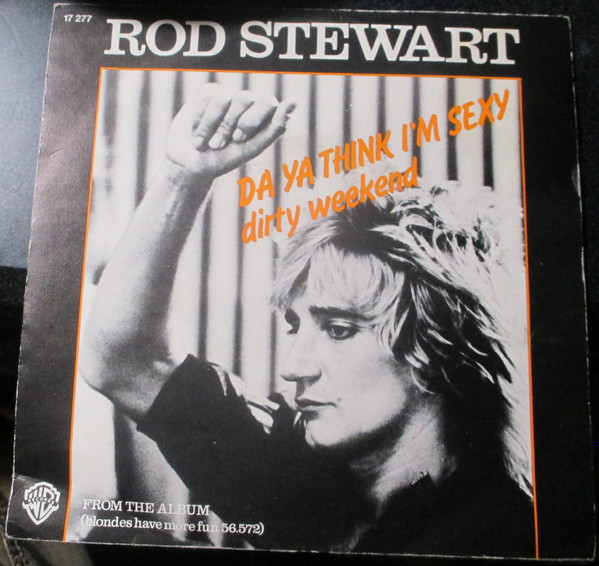 17 277
ROD STEWART
DA YA THINK I'M SEXY
dirty weekend
FROM THE ALBUM
(blondes have more fun 56.572)